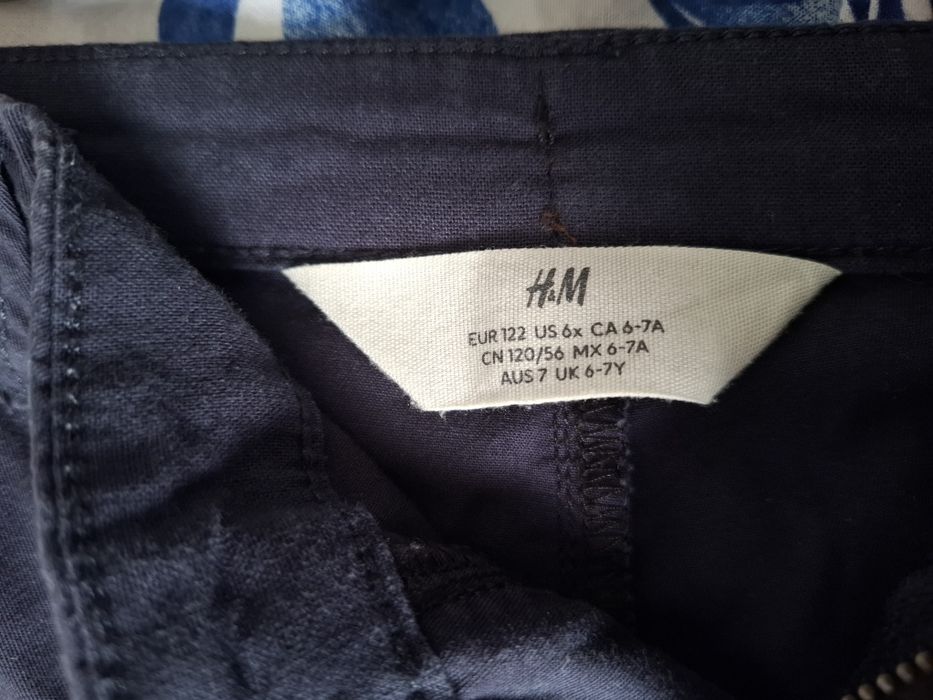 H&M
EUR 122 US 6x CA 6-7A
CN 120/56 MX 6-7A
AUS 7 UK 6-7Y